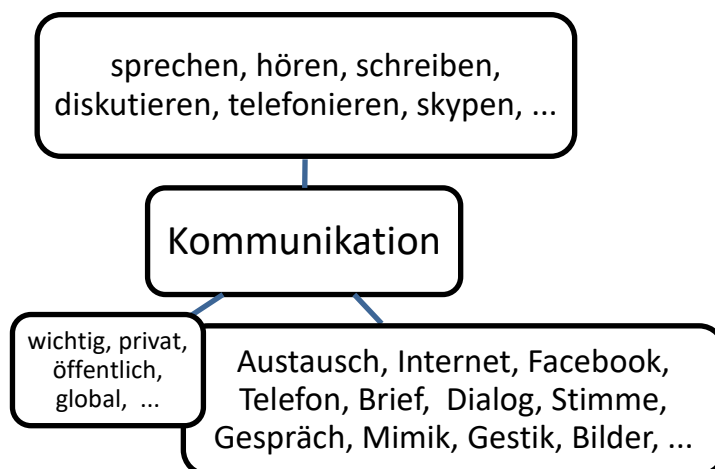 sprechen, hören, schreiben,
diskutieren, telefonieren, skypen, ...
Kommunikation
wichtig, privat,
öffentlich,
global, ...
Austausch, Internet, Facebook,
Telefon, Brief, Dialog, Stimme,
Gespräch, Mimik, Gestik, Bilder, ...